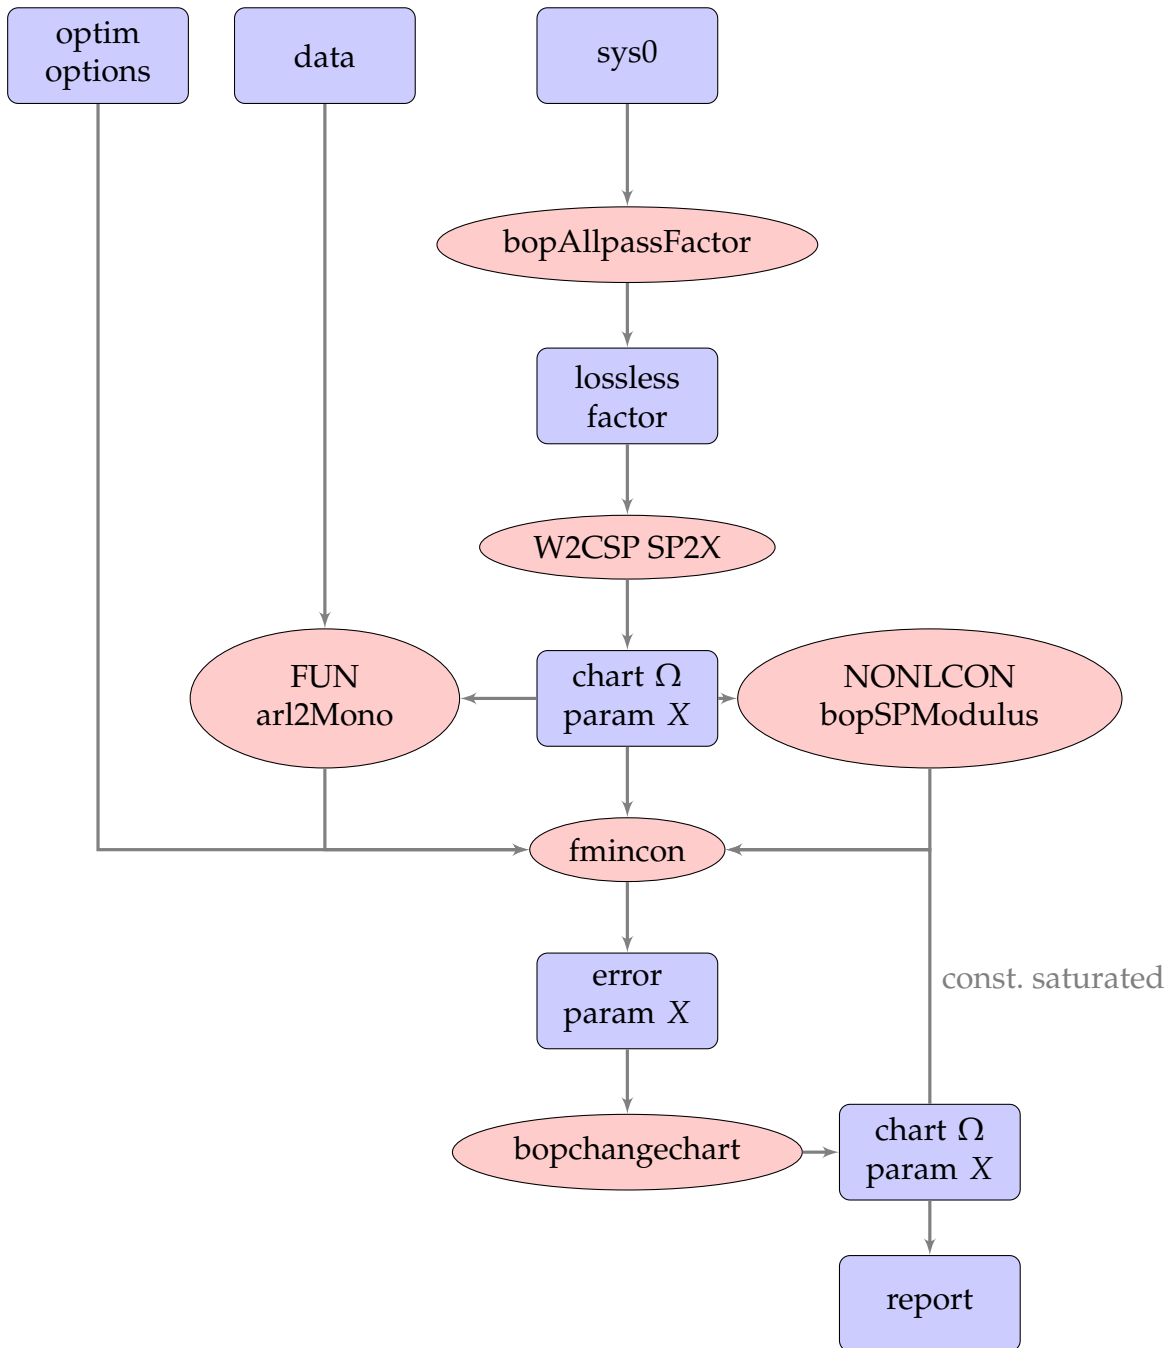 optim
options
data
sys0
bopAllpassFactor
lossless
factor
W2CSP SP2X
FUN
arl2Mono
chart Ω
param X
NONLCON
bopSPModulus
fmincon
error
param X
const. saturated
bopchangechart
chart Ω
param X
report